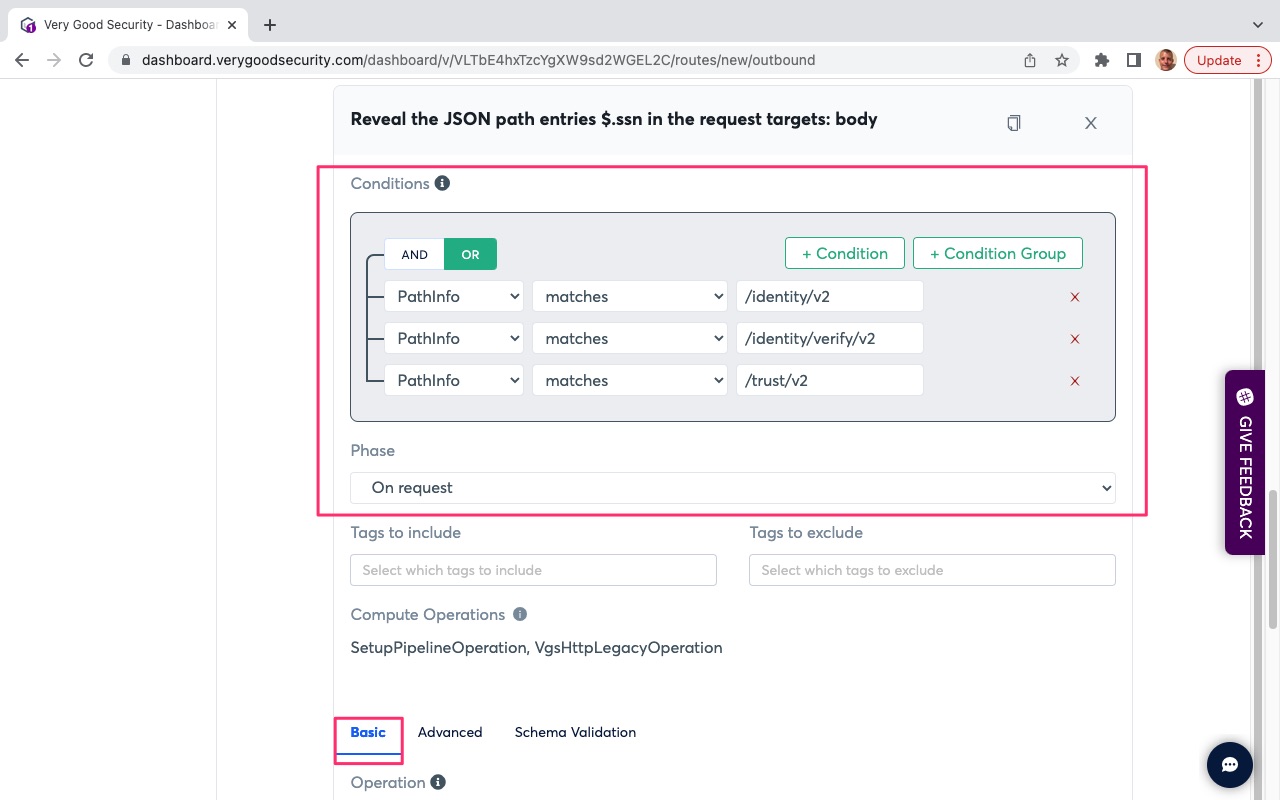 Very Good Security - Dashboar
dashboard.verygoodsecurity.com/dashboard/v/VLTbE4hxTzcYgXW9sd2WGEL2C/routes/new/outbound
Update
Reveal the JSON path entries $.ssn in the request targets: body
X
Conditions
AND OR + Condition + Condition Group
PathInfo matches /identity/v2
PathInfo matches /identity/verify/v2
PathInfo matches /trust/v2
Phase
On request
Tags to include Tags to exclude
Select which tags to include Select which tags to exclude
Compute Operations
SetupPipelineOperation, VgsHttpLegacyOperation
Basic Advanced Schema Validation
Operation
GIVE FEEDBACK